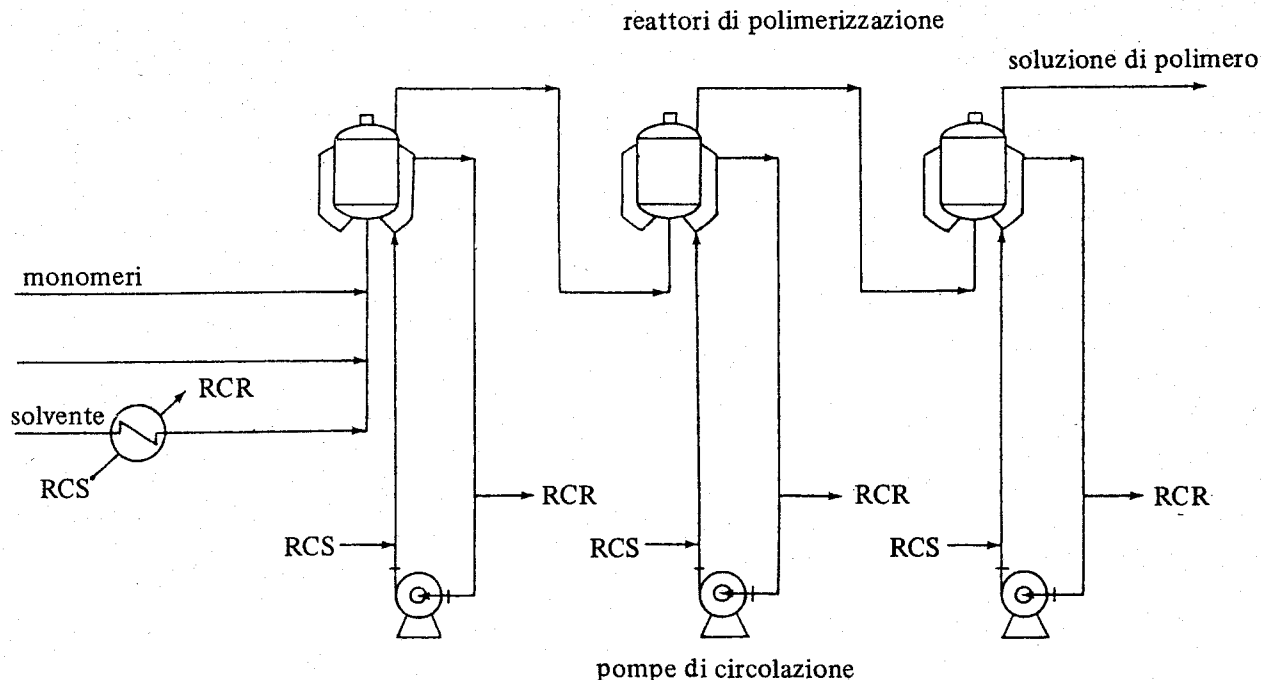 reattori di polimerizzazione
soluzione di polimero
monomeri
solvente
RCR
RCS
RCR
RCR
RCR
RCS
RCS
RCS
pompe di circolazione